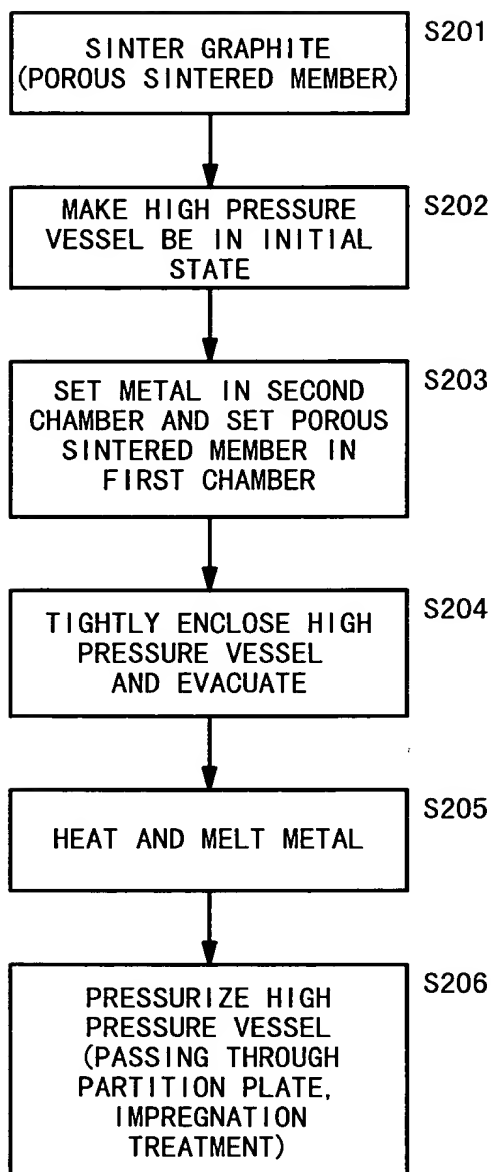 S201
SINTER GRAPHITE
(POROUS SINTERED MEMBER)
S202
MAKE HIGH PRESSURE
VESSEL BE IN INITIAL
STATE
S203
SET METAL IN SECOND
CHAMBER AND SET POROUS
SINTERED MEMBER IN
FIRST CHAMBER
S204
TIGHTLY ENCLOSE HIGH
PRESSURE VESSEL
AND EVACUATE
S205
HEAT AND MELT METAL
S206
PRESSURIZE HIGH
PRESSURE VESSEL
(PASSING THROUGH
PARTITION PLATE,
IMPREGNATION
TREATMENT)